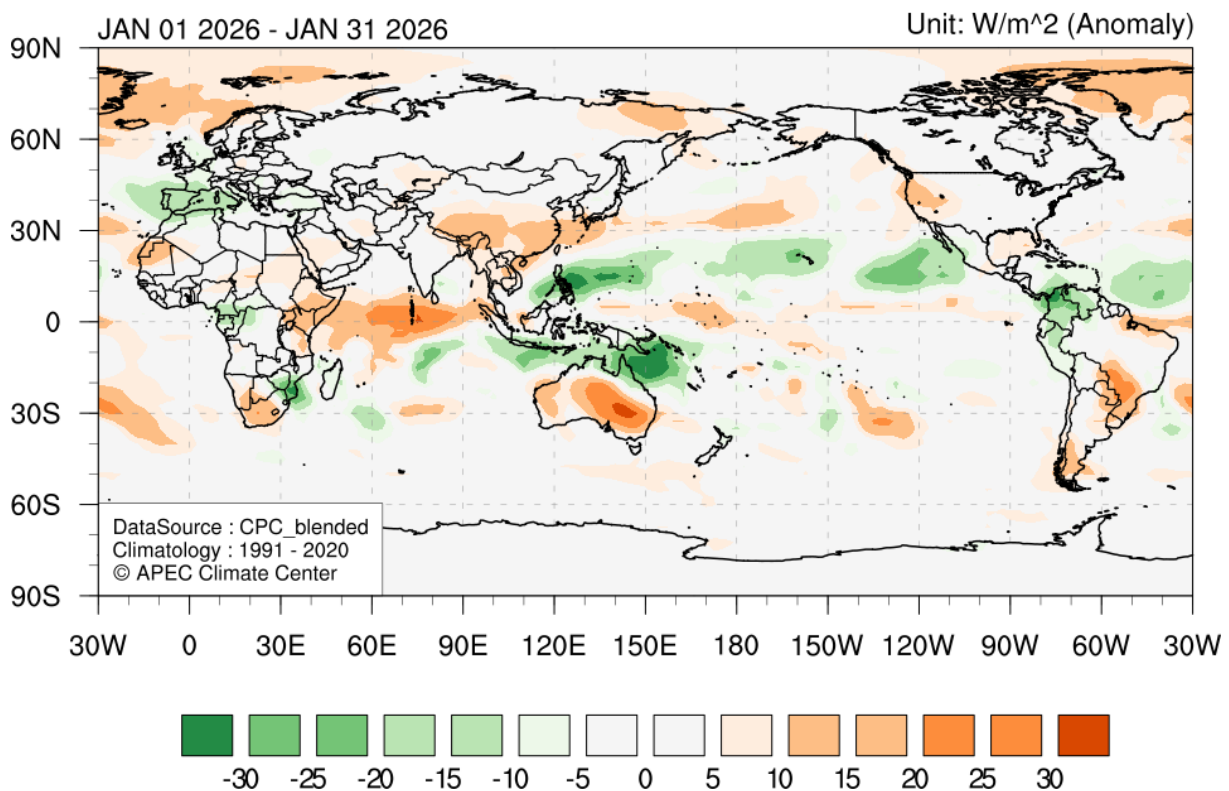 JAN 01 2026 - JAN 31 2026
Unit: W/m^2 (Anomaly)
90N
60N
30N
0
30S
60S
90S
DataSource : CPC_blended
Climatology : 1991 - 2020
© APEC Climate Center
30W 0 30E 60E 90E 120E 150E 180 150W 120W 90W 60W 30W
-30 -25 -20 -15 -10 -5 0 5 10 15 20 25 30